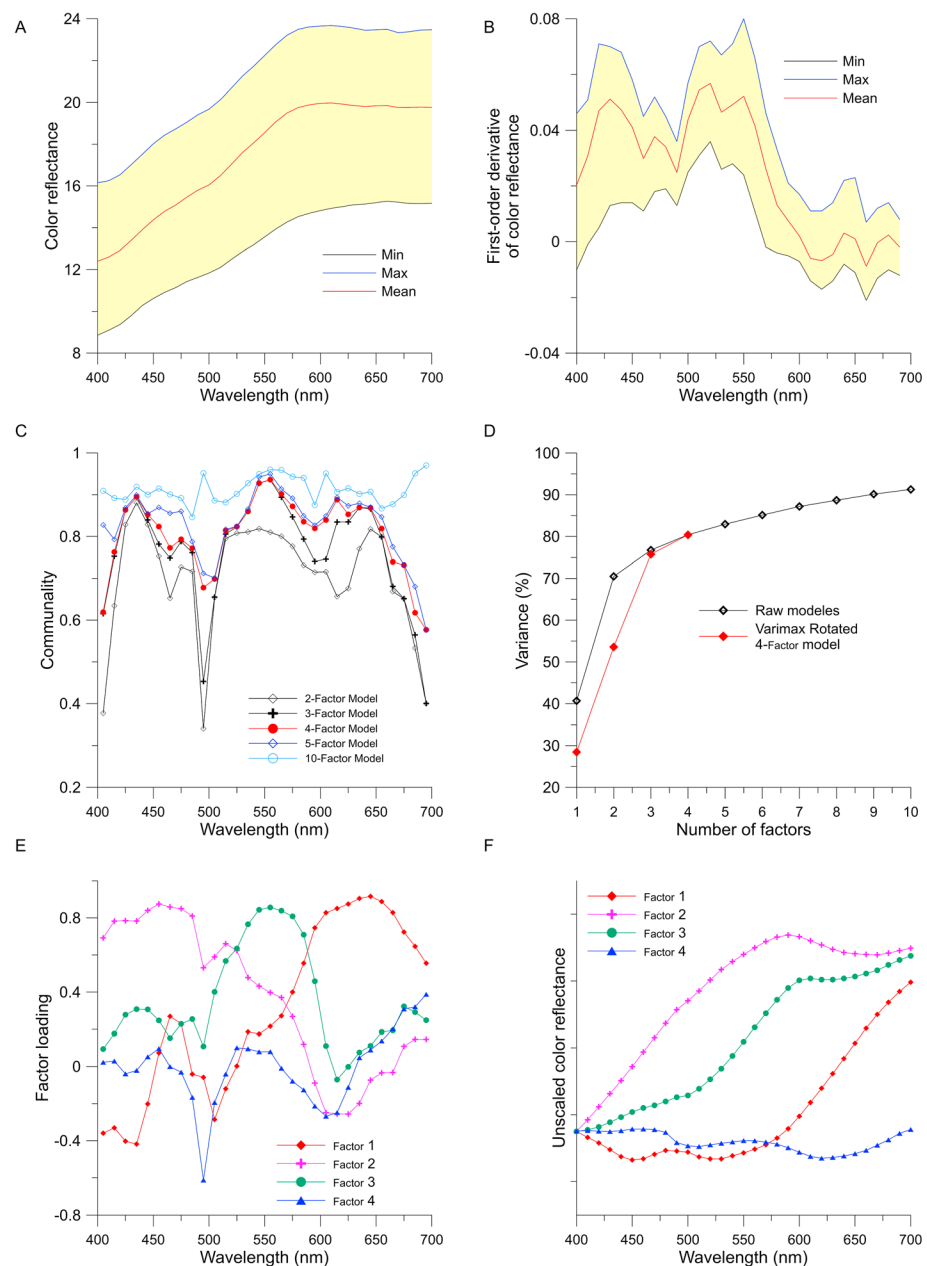 A
24
20
16
12
8
Color reflectance
Min
Max
Mean
400 450 500 550 600 650 700
Wavelength (nm)
B
0.08
0.04
0
-0.04
First-order derivative
of color reflectance
Min
Max
Mean
400 450 500 550 600 650 700
Wavelength (nm)
C
1
0.8
0.6
0.4
0.2
Communality
2-Factor Model
3-Factor Model
4-Factor Model
5-Factor Model
10-Factor Model
400 450 500 550 600 650 700
Wavelength (nm)
D
100
90
80
70
60
50
40
30
20
Variance (%)
Raw modeles
Varimax Rotated
4-Factor model
1 2 3 4 5 6 7 8 9 10
Number of factors
E
0.8
0.4
0
-0.4
-0.8
Factor loading
Factor 1
Factor 2
Factor 3
Factor 4
400 450 500 550 600 650 700
Wavelength (nm)
F
Unscaled color reflectance
Factor 1
Factor 2
Factor 3
Factor 4
400 450 500 550 600 650 700
Wavelength (nm)